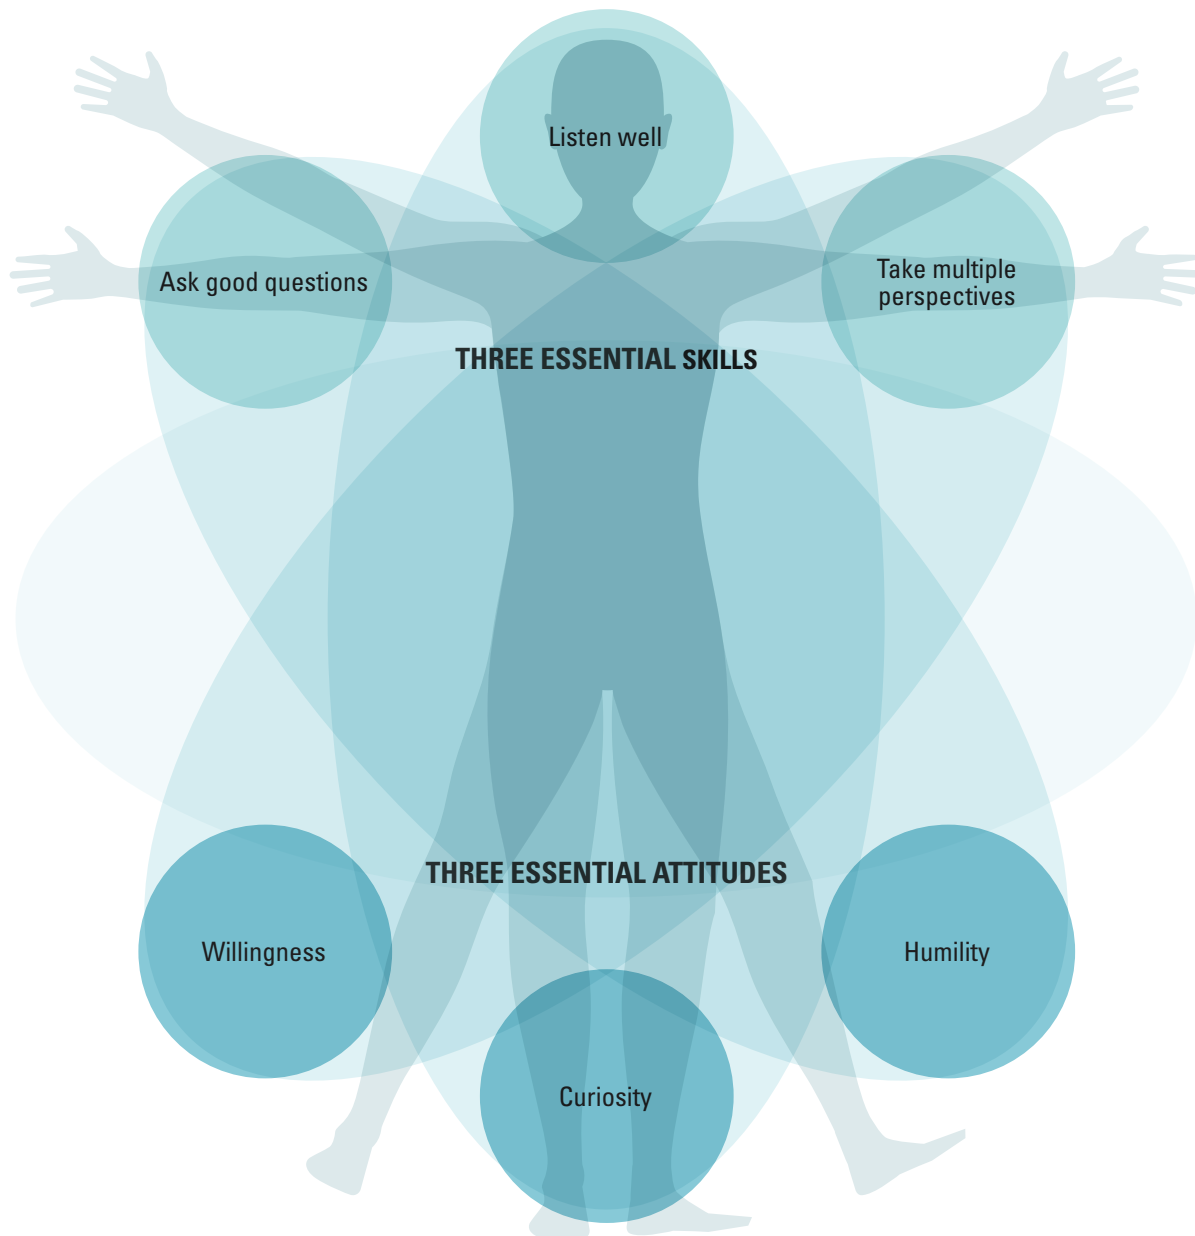 Listen well
Ask good questions
Take multiple
perspectives
THREE ESSENTIAL SKILLS
THREE ESSENTIAL ATTITUDES
Willingness
Humility
Curiosity